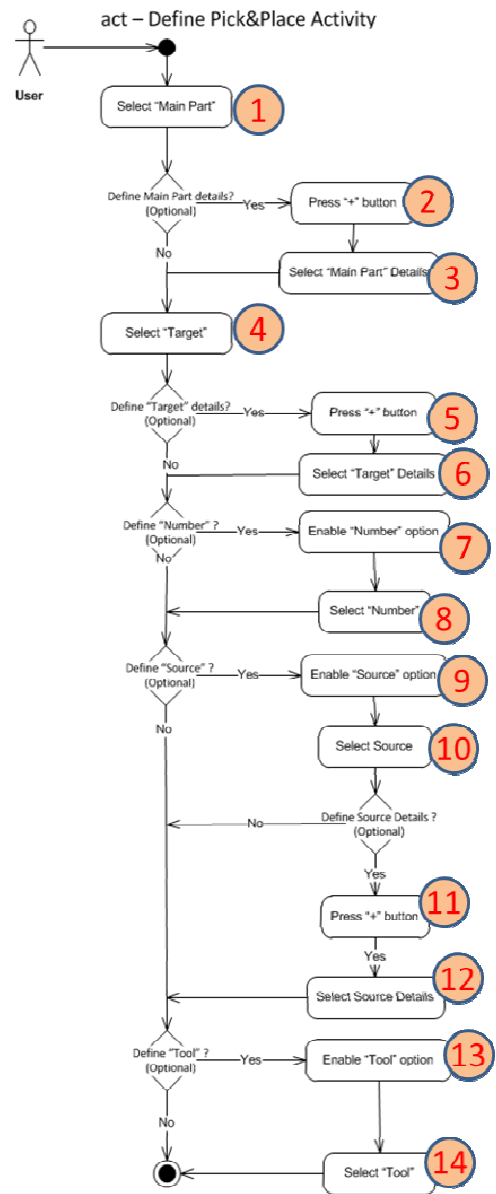 act – Define Pick&Place Activity
User
Select "Main Part"
1
Define Main Part details?
(Optional)
Yes
Press "+" button
2
No
Select "Main Part" Details
3
Select "Target"
4
Define "Target" details?
(Optional)
Yes
Press "+" button
5
No
Select "Target" Details
6
Define "Number" ?
(Optional)
Yes
Enable "Number" option
7
No
Select "Number"
8
Define "Source" ?
(Optional)
Yes
Enable "Source" option
9
No
Select Source
10
Define Source Details ?
(Optional)
No
Yes
Press "+" button
11
Yes
Select Source Details
12
Define "Tool" ?
(Optional)
Yes
Enable "Tool" option
13
No
Select "Tool"
14